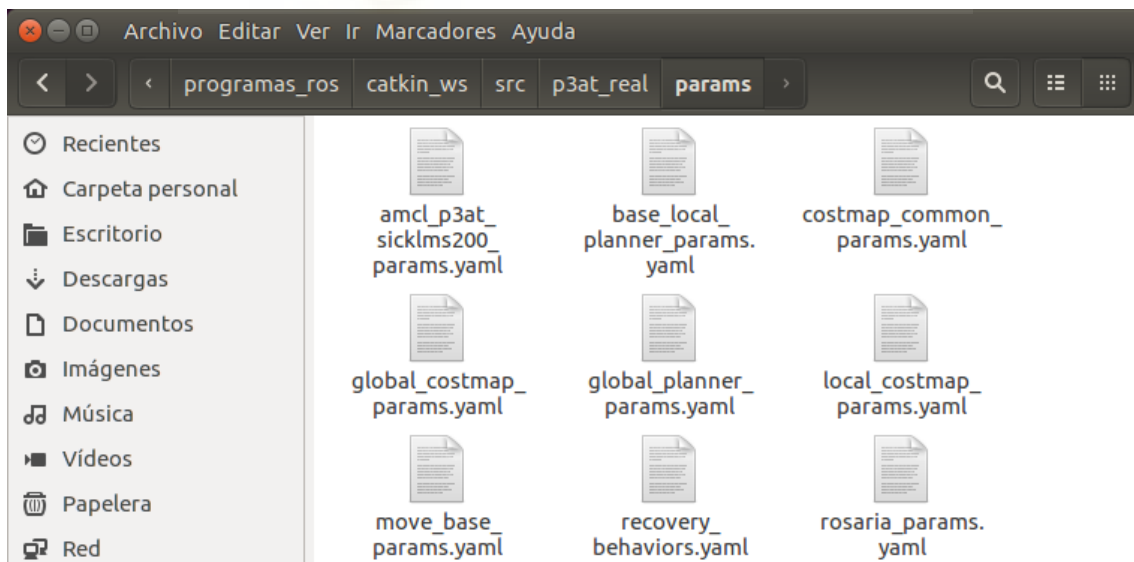 Archivo Editar Ver Ir Marcadores Ayuda
programas_ros catkin_ws src p3at_real params
Recientes
Carpeta personal
Escritorio
Descargas
Documentos
Imágenes
Música
Vídeos
Papelera
Red
amcl_p3at_
sicklms200_
params.yaml
base_local_
planner_params.
yaml
costmap_common_
params.yaml
global_costmap_
params.yaml
global_planner_
params.yaml
local_costmap_
params.yaml
move_base_
params.yaml
recovery_
behaviors.yaml
rosaria_params.
yaml